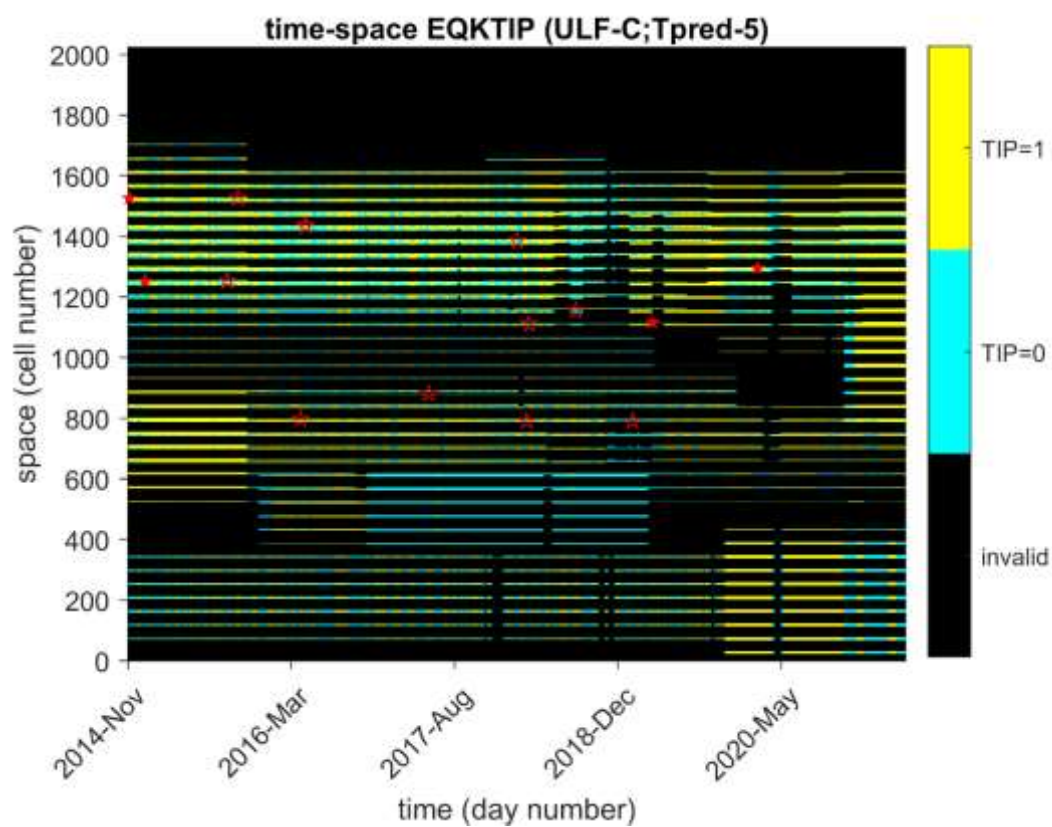 time-space EQKTIP (ULF-C;Tpred-5)
2000
1800
1600
1400
1200
1000
800
600
400
200
0
space (cell number)
2014-Nov
2016-Mar
2017-Aug
2018-Dec
2020-May
time (day number)
TIP=1
TIP=0
invalid